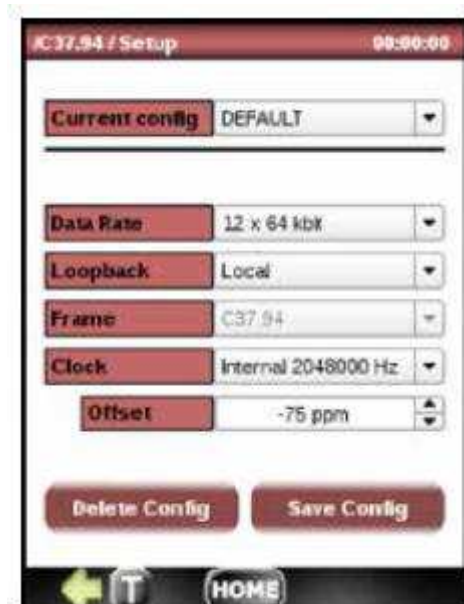 /C37.94 / Setup 00:00:00
Current config DEFAULT
Data Rate 12 x 64 kbit
Loopback Local
Frame C37.94
Clock Internal 2048000 Hz
Offset -75 ppm
Delete Config Save Config
T HOME